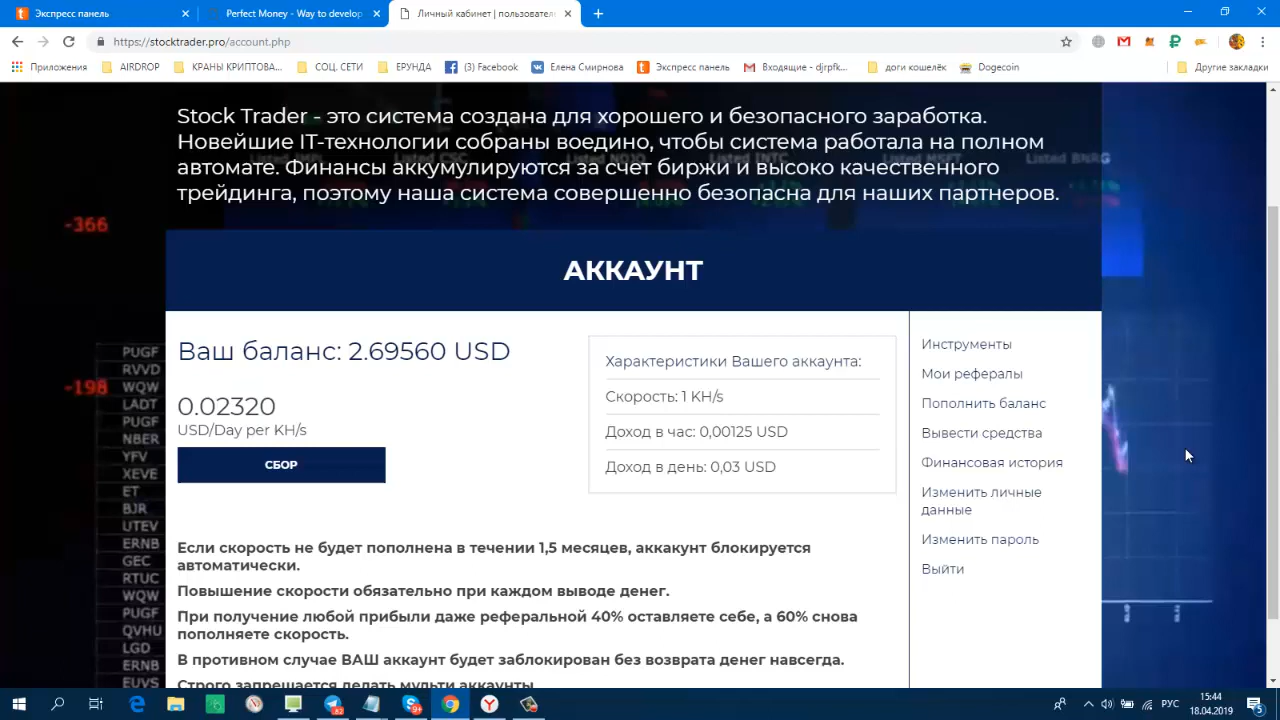 Экспресс панель
Perfect Money - Way to develop
Личный кабинет | пользовател
https://stocktrader.pro/account.php
Приложения
AIRDROP
КРАНЫ КРИПТОВА...
СОЦ. СЕТИ
ЕРУНДА
(3) Facebook
Елена Смирнова
Экспресс панель
Входящие - djrpfk...
доги кошелёк
Dogecoin
Другие закладки
Stock Trader - это система создана для хорошего и безопасного заработка.
Новейшие IT-технологии собраны воедино, чтобы система работала на полном
автомате. Финансы аккумулируются за счет биржи и высоко качественного
трейдинга, поэтому наша система совершенно безопасна для наших партнеров.
-366
-198
PUGF
RVVD
WQW
LADT
PUGF
NBER
YFV
XEVE
ET
BJR
UTEV
ERNB
GEC
RTUC
WQW
PUGF
QVHU
LGD
ERNB
EUVS
АККАУНТ
Ваш баланс: 2.69560 USD
0.02320
USD/Day per KH/s
СБОР
Характеристики Вашего аккаунта:
Скорость: 1 KH/s
Доход в час: 0,00125 USD
Доход в день: 0,03 USD
Инструменты
Мои рефералы
Пополнить баланс
Вывести средства
Финансовая история
Изменить личные
данные
Изменить пароль
Выйти
Если скорость не будет пополнена в течении 1,5 месяцев, аккакунт блокируется
автоматически.
Повышение скорости обязательно при каждом выводе денег.
При получение любой прибыли даже реферальной 40% оставляете себе, а 60% снова
пополняете скорость.
В противном случае ВАШ аккаунт будет заблокирован без возврата денег навсегда.
Строго запрещается делать мульти аккаунты
РУС
15:44
18.04.2019